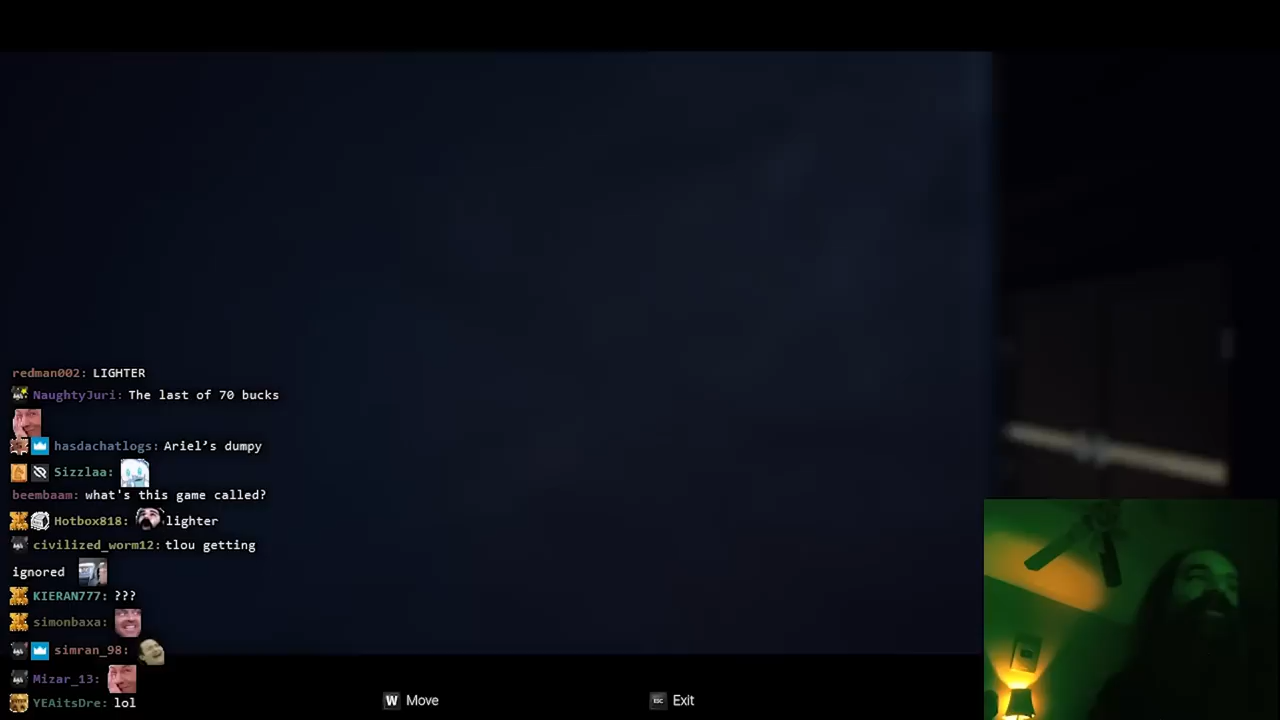 redman002: LIGHTER
NaughtyJuri: The last of 70 bucks
hasdachatlogs: Ariel’s dumpy
Sizzlaa:
beembaam: what's this game called?
Hotbox818: lighter
civilized_worm12: tlou getting
ignored
KIERAN777: ???
simonbaxa:
simran_98:
Mizar_13:
YEAitsDre: lol
W Move
ESC Exit